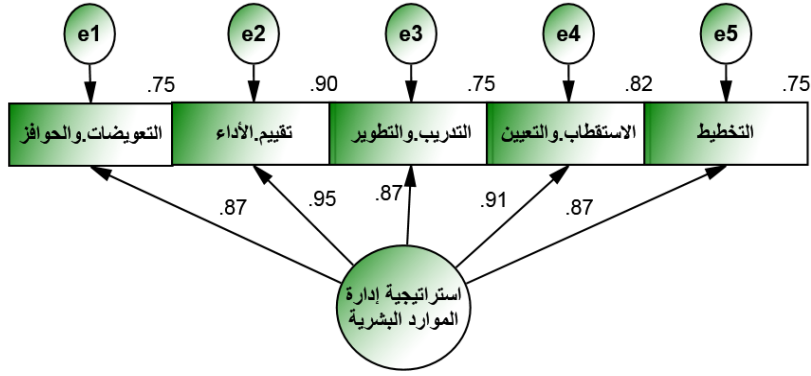 e1 e2 e3 e4 e5
.75 .90 .75 .82 .75
التعويضات.والحوافز تقييم.الأداء التدريب.والتطوير الاستقطاب.والتعيين التخطيط
.87 .95 .87 .91 .87
استراتيجية إدارة
الموارد البشرية